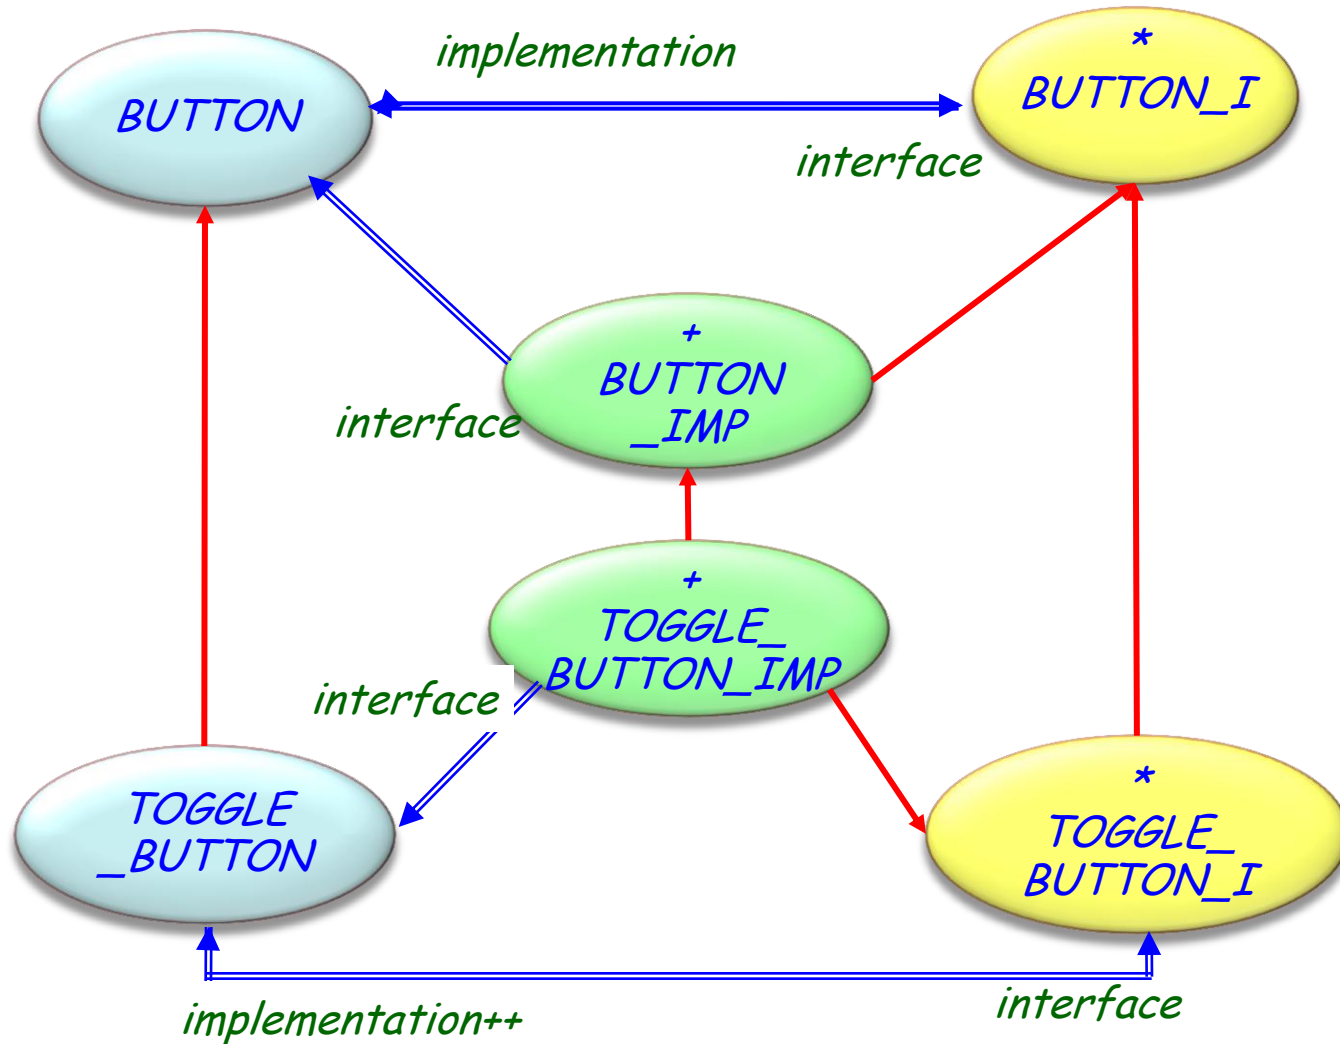 implementation
*
BUTTON
BUTTON_I
interface
+
BUTTON
_IMP
interface
+
TOGGLE_
BUTTON_IMP
interface
*
TOGGLE
_BUTTON
TOGGLE_
BUTTON_I
implementation++
interface